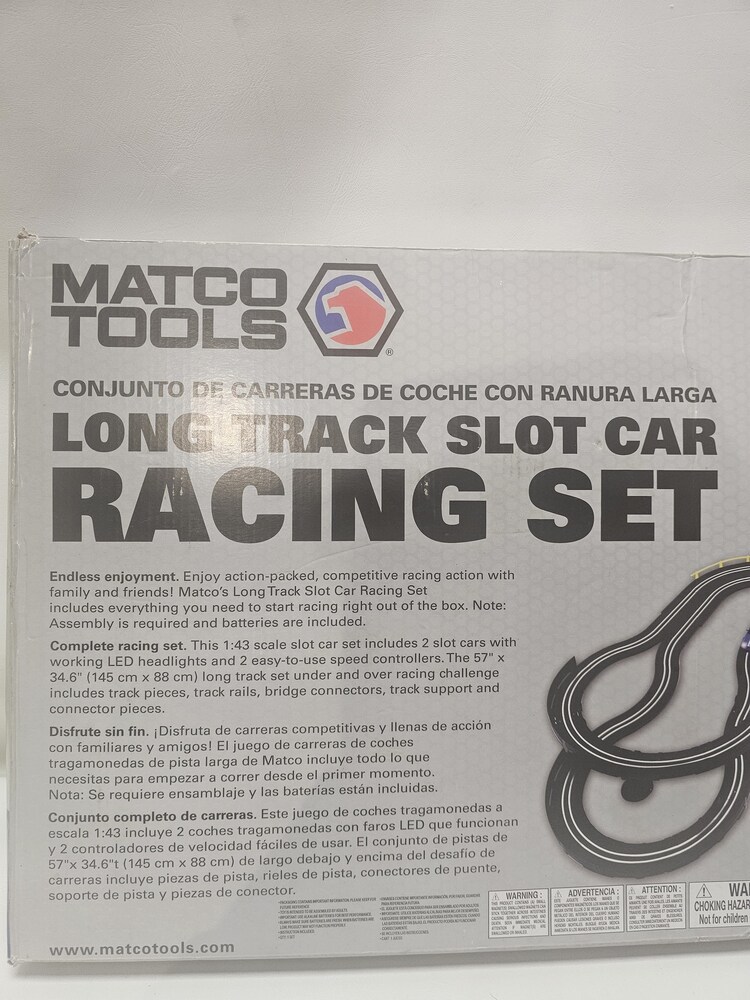 MATCO
TOOLS
®
CONJUNTO DE CARRERAS DE COCHE CON RANURA LARGA
LONG TRACK SLOT CAR
RACING SET
Endless enjoyment. Enjoy action-packed, competitive racing action with
family and friends! Matco's Long Track Slot Car Racing Set
includes everything you need to start racing right out of the box. Note:
Assembly is required and batteries are included.
Complete racing set. This 1:43 scale slot car set includes 2 slot cars with
working LED headlights and 2 easy-to-use speed controllers. The 57" x
34.6" (145 cm x 88 cm) long track set under and over racing challenge
includes track pieces, track rails, bridge connectors, track support and
connector pieces.
Disfrute sin fin. ¡Disfruta de carreras competitivas y llenas de acción
con familiares y amigos! El juego de carreras de coches
tragamonedas de pista larga de Matco incluye todo lo que
necesitas para empezar a correr desde el primer momento.
Nota: Se requiere ensamblaje y las baterías están incluidas.
Conjunto completo de carreras. Este juego de coches tragamonedas a
escala 1:43 incluye 2 coches tragamonedas con faros LED que funcionan
y 2 controladores de velocidad fáciles de usar. El conjunto de pistas de
57"x 34.6"t (145 cm x 88 cm) de largo debajo y encima del desafío de
carreras incluye piezas de pista, rieles de pista, conectores de puente,
soporte de pista y piezas de conector.
WARNING:
ADVERTENCIA:
ATTENTION:
WA
CHOKING HAZAR
Not for children
www.matcotools.com